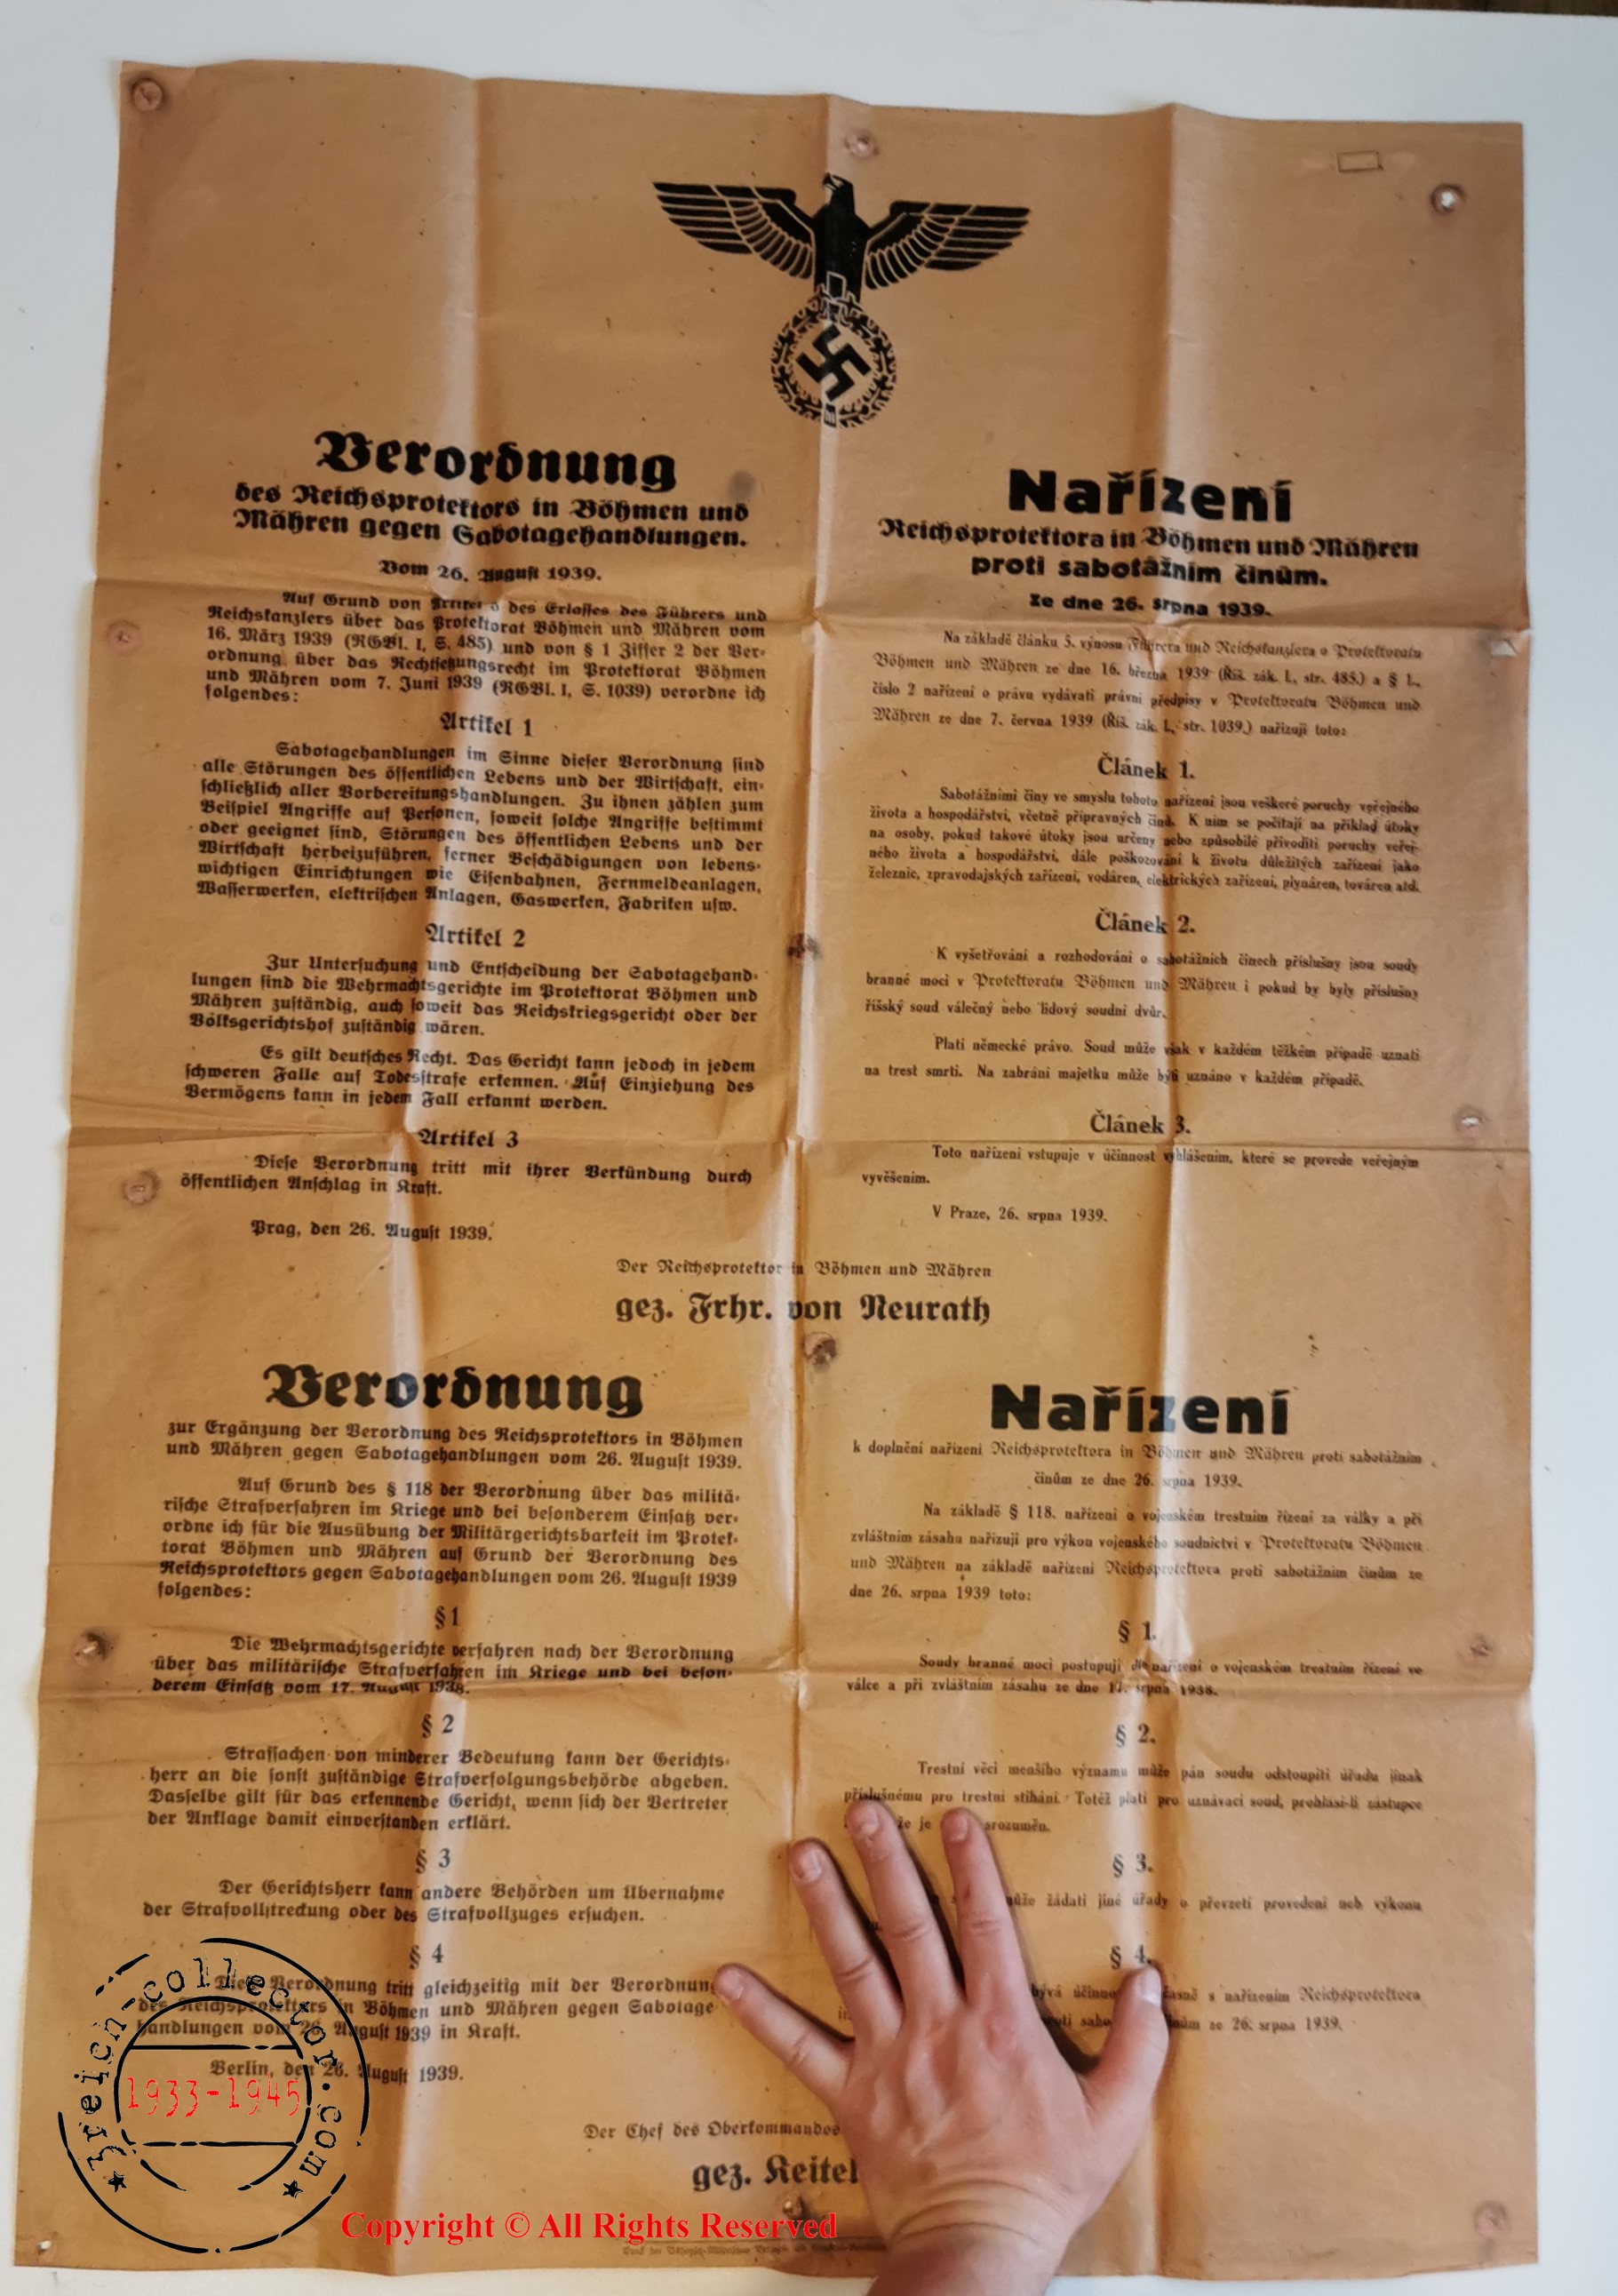 Verordnung
des Reichsprotektors in Böhmen und
Mähren gegen Sabotagehandlungen.
Vom 26. August 1939.
Auf Grund von Artikel 5 des Erlasses des Führers und
Reichskanzlers über das Protektorat Böhmen und Mähren vom
16. März 1939 (RGBl. I, S. 485) und von § 1 Ziffer 2 der Ver-
ordnung über das Rechtsetzungsrecht im Protektorat Böhmen
und Mähren vom 7. Juni 1939 (RGBl. I, S. 1039) verordne ich
folgendes:
Artikel 1
Sabotagehandlungen im Sinne dieser Verordnung sind
alle Störungen des öffentlichen Lebens und der Wirtschaft, ein-
schließlich aller Vorbereitungshandlungen. Zu ihnen zählen zum
Beispiel Angriffe auf Personen, soweit solche Angriffe bestimmt
oder geeignet sind, Störungen des öffentlichen Lebens und der
Wirtschaft herbeizuführen, ferner Beschädigungen von lebens-
wichtigen Einrichtungen wie Eisenbahnen, Fernmeldeanlagen,
Wasserwerken, elektrischen Anlagen, Gaswerken, Fabriken usw.
Artikel 2
Zur Untersuchung und Entscheidung der Sabotagehand-
lungen sind die Wehrmachtsgerichte im Protektorat Böhmen und
Mähren zuständig, auch soweit das Reichskriegsgericht oder der
Volksgerichtshof zuständig wären.
Es gilt deutsches Recht. Das Gericht kann jedoch in jedem
schweren Falle auf Todesstrafe erkennen. Auf Einziehung des
Vermögens kann in jedem Fall erkannt werden.
Artikel 3
Diese Verordnung tritt mit ihrer Verkündung durch
öffentlichen Anschlag in Kraft.
Prag, den 26. August 1939.
Nařízení
Reichsprotektora in Böhmen und Mähren
proti sabotážním činům.
Ze dne 26. srpna 1939.
Na základě článku 5. výnosu Führera und Reichskanzlera o Protektoratu
Böhmen und Mähren ze dne 16. března 1939 (Říš. zák. I., str. 485.) a § 1.,
číslo 2 nařízení o právu vydávati právní předpisy v Protektoratu Böhmen und
Mähren ze dne 7. června 1939 (Říš. zák. I., str. 1039.) nařizuji toto:
Článek 1.
Sabotážními činy ve smyslu tohoto nařízení jsou veškeré poruchy veřejného
života a hospodářství, včetně přípravných činů. K nim se počítají na příklad útoky
na osoby, pokud takové útoky jsou určeny nebo způsobilé přivoditi poruchy veřej-
ného života a hospodářství, dále poškozování k životu důležitých zařízení jako
železnic, zpravodajských zařízení, vodáren, elektrických zařízení, plynáren, továren atd.
Článek 2.
K vyšetřování a rozhodování o sabotážních činech příslušny jsou soudy
branné moci v Protektoratu Böhmen und Mähren i pokud by byly příslušny
říšský soud válečný nebo lidový soudní dvůr.
Platí německé právo. Soud může však v každém těžkém případě uznati
na trest smrti. Na zabrání majetku může býti uznáno v každém případě.
Článek 3.
Toto nařízení vstupuje v účinnost vyhlášením, které se provede veřejným
vyvěšením.
V Praze, 26. srpna 1939.
Der Reichsprotektor in Böhmen und Mähren
gez. Frhr. von Neurath
Verordnung
zur Ergänzung der Verordnung des Reichsprotektors in Böhmen
und Mähren gegen Sabotagehandlungen vom 26. August 1939.
Auf Grund des § 118 der Verordnung über das militä-
rische Strafverfahren im Kriege und bei besonderem Einsatz ver-
ordne ich für die Ausübung der Militärgerichtsbarkeit im Protek-
torat Böhmen und Mähren auf Grund der Verordnung des
Reichsprotektors gegen Sabotagehandlungen vom 26. August 1939
folgendes:
§ 1
Die Wehrmachtsgerichte verfahren nach der Verordnung
über das militärische Strafverfahren im Kriege und bei beson-
derem Einsatz vom 17. August 1938.
§ 2
Strafsachen von minderer Bedeutung kann der Gerichts-
herr an die sonst zuständige Strafverfolgungsbehörde abgeben.
Dasselbe gilt für das erkennende Gericht, wenn sich der Vertreter
der Anklage damit einverstanden erklärt.
§ 3
Der Gerichtsherr kann andere Behörden um Übernahme
der Strafvollstreckung oder des Strafvollzuges ersuchen.
§ 4
Diese Verordnung tritt gleichzeitig mit der Verordnung
des Reichsprotektors in Böhmen und Mähren gegen Sabotage-
handlungen vom 26. August 1939 in Kraft.
Berlin, den 26. August 1939.
Nařízení
k doplnění nařízení Reichsprotektora in Böhmen und Mähren proti sabotážním
činům ze dne 26. srpna 1939.
Na základě § 118. nařízení o vojenském trestním řízení za války a při
zvláštním zásahu nařizuji pro výkon vojenského soudnictví v Protektoratu Böhmen
und Mähren na základě nařízení Reichsprotektora proti sabotážním činům ze
dne 26. srpna 1939 toto:
§ 1.
Soudy branné moci postupují dle nařízení o vojenském trestním řízení ve
válce a při zvláštním zásahu ze dne 17. srpna 1938.
§ 2.
Trestní věci menšího významu může pán soudu odstoupiti úřadu jinak
příslušnému pro trestní stíhání. Totéž platí pro uznávací soud, prohlásí-li zástupce
že je srozuměn.
§ 3.
může žádati jiné úřady o převzetí provedení neb výkonu
§ 4.
s nařízením Reichsprotektora
ze 26. srpna 1939.
Der Chef des Oberkommandos
gez. Keitel
3reich-collector.com
1933-1945
Copyright © All Rights Reserved